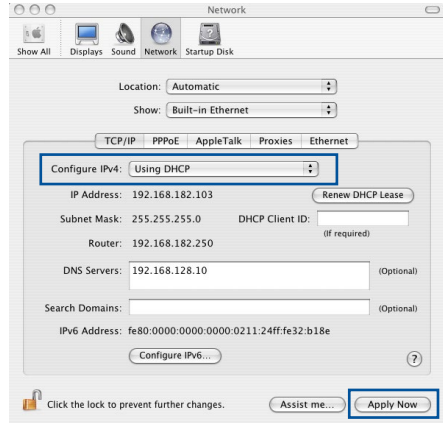 Network
Show All Displays Sound Network Startup Disk
Location: Automatic
Show: Built-in Ethernet
TCP/IP PPPoE AppleTalk Proxies Ethernet
Configure IPv4: Using DHCP
IP Address: 192.168.182.103 Renew DHCP Lease
Subnet Mask: 255.255.255.0 DHCP Client ID:
(If required)
Router: 192.168.182.250
DNS Servers: 192.168.128.10 (Optional)
Search Domains: (Optional)
IPv6 Address: fe80:0000:0000:0000:0211:24ff:fe32:b18e
Configure IPv6... ?
Click the lock to prevent further changes. Assist me... Apply Now